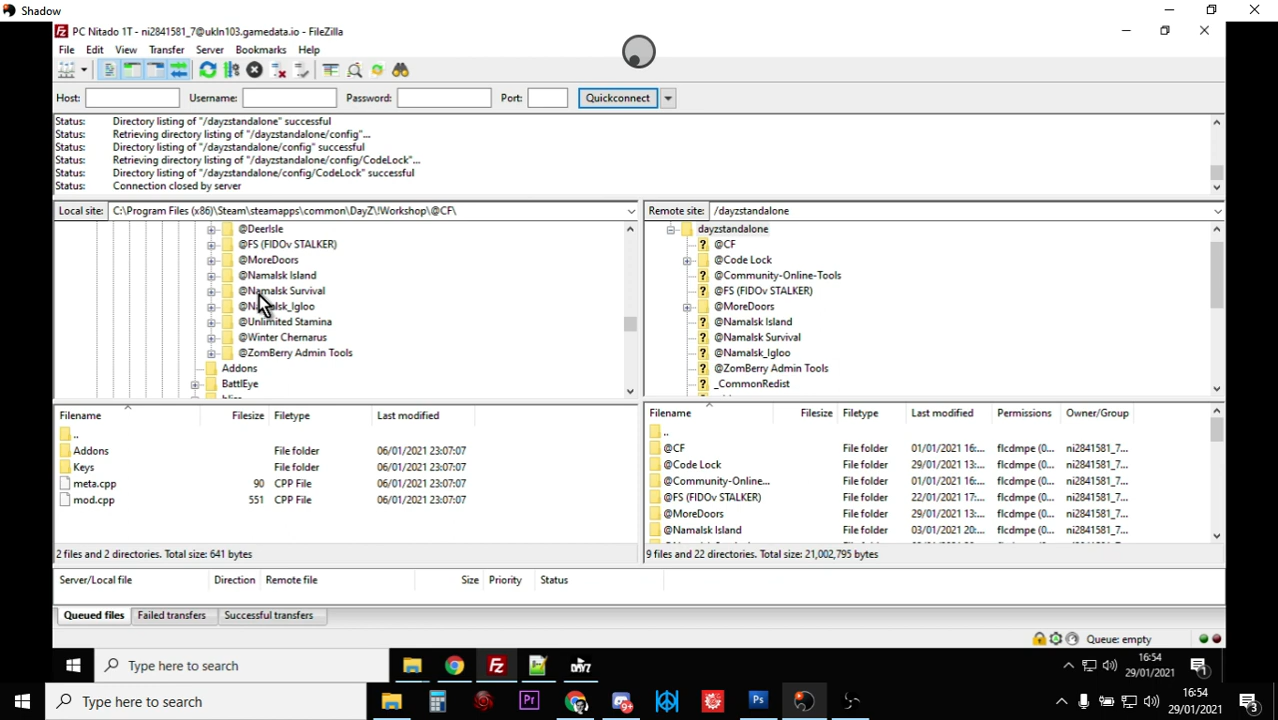 Shadow
PC Nitado 1T - ni2841581_7@ukln103.gamedata.io - FileZilla
File Edit View Transfer Server Bookmarks Help
Host: Username: Password: Port: Quickconnect
Status: Directory listing of "/dayzstandalone" successful
Status: Retrieving directory listing of "/dayzstandalone/config"...
Status: Directory listing of "/dayzstandalone/config" successful
Status: Retrieving directory listing of "/dayzstandalone/config/CodeLock"...
Status: Directory listing of "/dayzstandalone/config/CodeLock" successful
Status: Connection closed by server
Local site: C:\Program Files (x86)\Steam\steamapps\common\DayZ\!Workshop\@CF\
@DeerIsle
@FS (FIDOv STALKER)
@MoreDoors
@Namalsk Island
@Namalsk Survival
@Namalsk_Igloo
@Unlimited Stamina
@Winter Chernarus
@ZomBerry Admin Tools
Addons
BattlEye
bliss
Filename Filesize Filetype Last modified
..
Addons File folder 06/01/2021 23:07:07
Keys File folder 06/01/2021 23:07:07
meta.cpp 90 CPP File 06/01/2021 23:07:07
mod.cpp 551 CPP File 06/01/2021 23:07:07
2 files and 2 directories. Total size: 641 bytes
Remote site: /dayzstandalone
dayzstandalone
@CF
@Code Lock
@Community-Online-Tools
@FS (FIDOv STALKER)
@MoreDoors
@Namalsk Island
@Namalsk Survival
@Namalsk_Igloo
@ZomBerry Admin Tools
_CommonRedist
Filename Filesize Filetype Last modified Permissions Owner/Group
..
@CF File folder 01/01/2021 16:... flcdmpe (0... ni2841581_7...
@Code Lock File folder 29/01/2021 13:... flcdmpe (0... ni2841581_7...
@Community-Online... File folder 01/01/2021 16:... flcdmpe (0... ni2841581_7...
@FS (FIDOv STALKER) File folder 22/01/2021 17:... flcdmpe (0... ni2841581_7...
@MoreDoors File folder 29/01/2021 13:... flcdmpe (0... ni2841581_7...
@Namalsk Island File folder 03/01/2021 20:... flcdmpe (0... ni2841581_7...
9 files and 22 directories. Total size: 21,002,795 bytes
Server/Local file Direction Remote file Size Priority Status
Queued files Failed transfers Successful transfers
Queue: empty
Type here to search
16:54
29/01/2021
Type here to search
16:54
29/01/2021